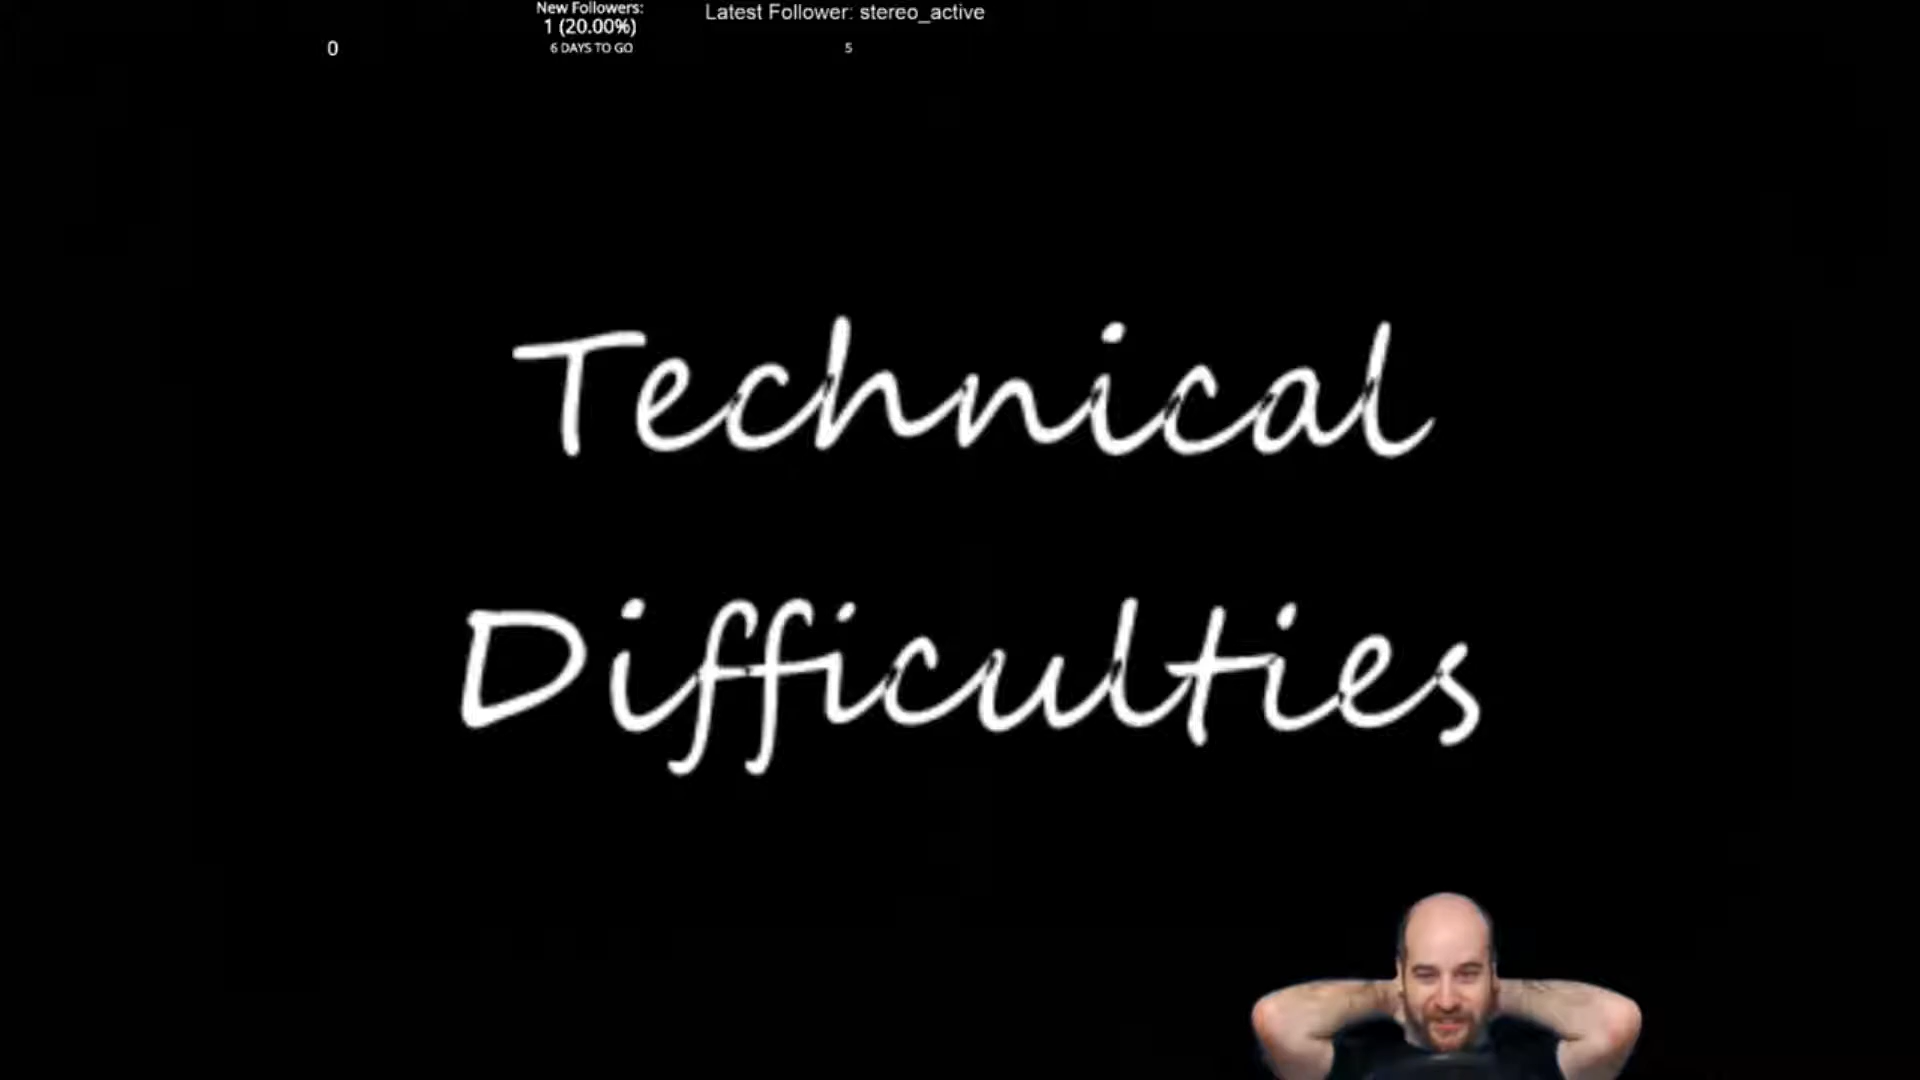 New Followers:
1 (20.00%)
6 DAYS TO GO
Latest Follower: stereo_active
0
5
Technical
Difficulties